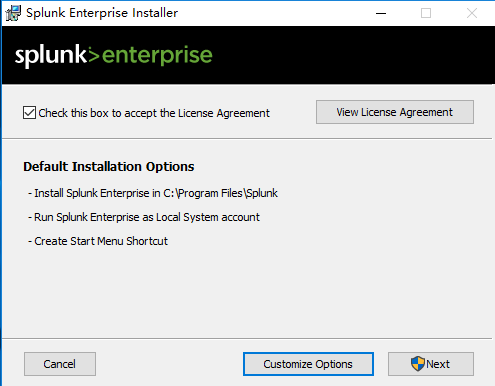 Splunk Enterprise Installer
splunk>enterprise
Check this box to accept the License Agreement
View License Agreement
Default Installation Options
- Install Splunk Enterprise in C:\Program Files\Splunk
- Run Splunk Enterprise as Local System account
- Create Start Menu Shortcut
Cancel
Customize Options
Next